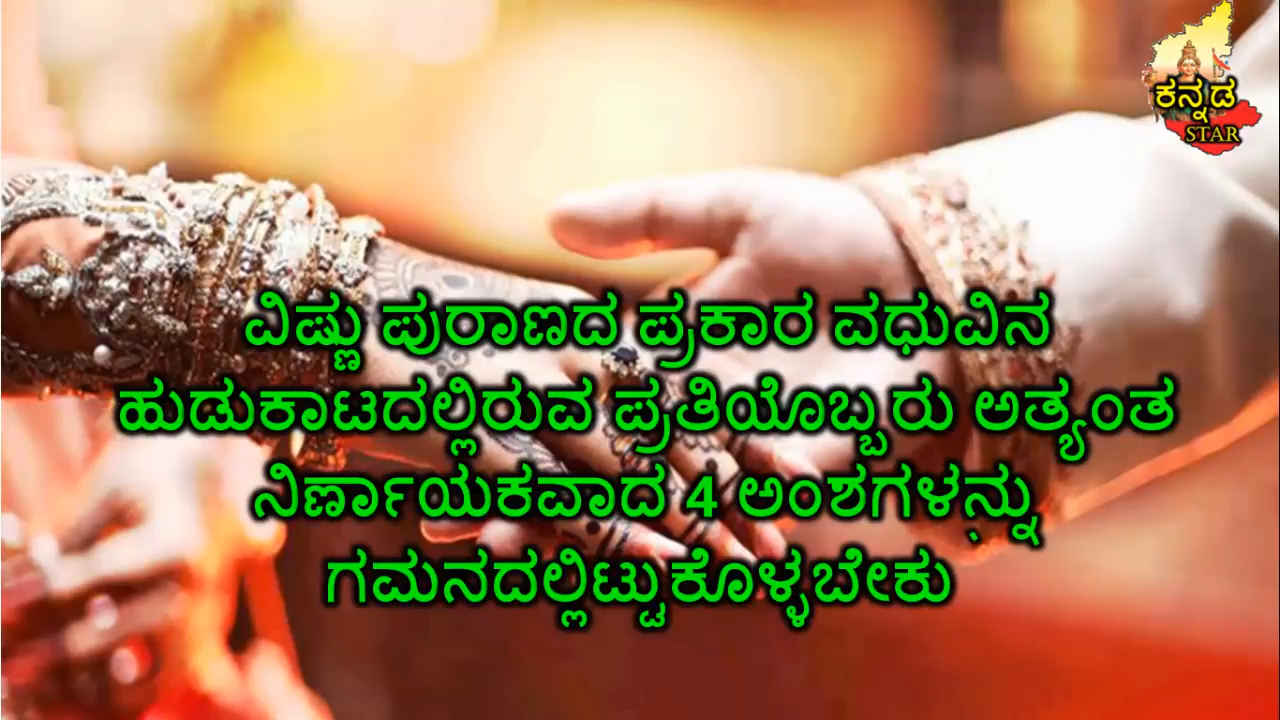 ಕನ್ನಡ
STAR
ವಿಷ್ಣು ಪುರಾಣದ ಪ್ರಕಾರ ವಧುವಿನ
ಹುಡುಕಾಟದಲ್ಲಿರುವ ಪ್ರತಿಯೊಬ್ಬರು ಅತ್ಯಂತ
ನಿರ್ಣಾಯಕವಾದ 4 ಅಂಶಗಳನ್ನು
ಗಮನದಲ್ಲಿಟ್ಟುಕೊಳ್ಳಬೇಕು